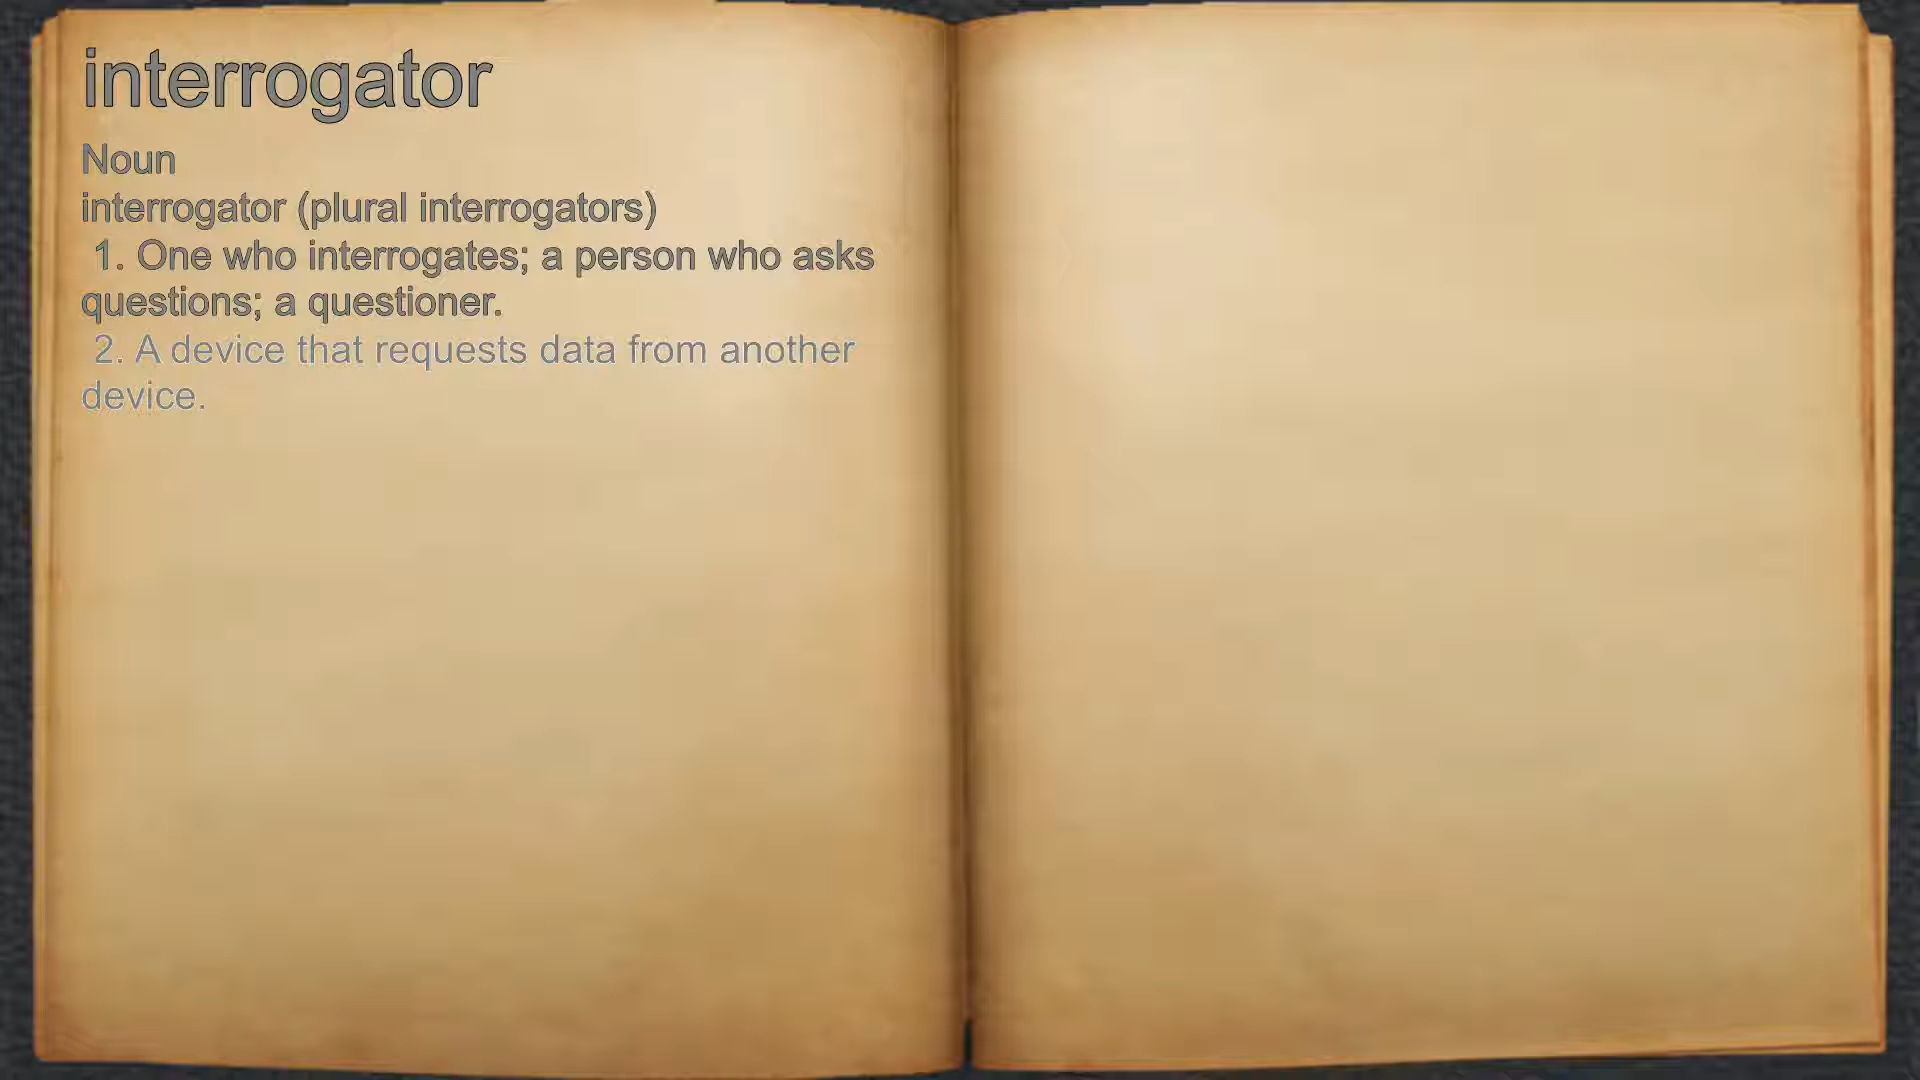 interrogator
Noun
interrogator (plural interrogators)
1. One who interrogates; a person who asks
questions; a questioner.
2. A device that requests data from another
device.